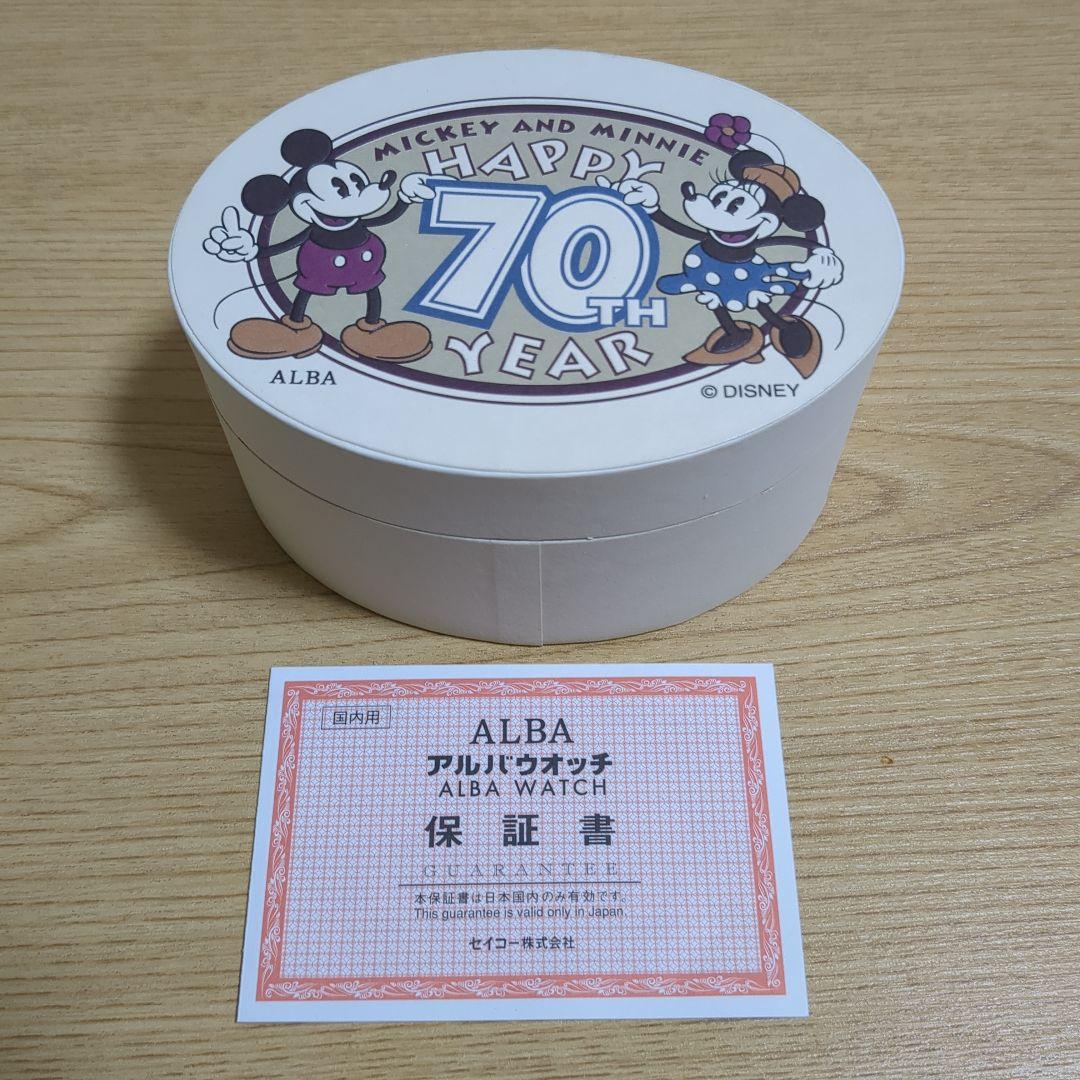 MICKEY AND MINNIE
HAPPY
70TH
YEAR
ALBA
© DISNEY
国内用
ALBA
アルバウオッチ
ALBA WATCH
保証書
GUARANTEE
本保証書は日本国内のみ有効です。
This guarantee is valid only in Japan.
セイコー株式会社